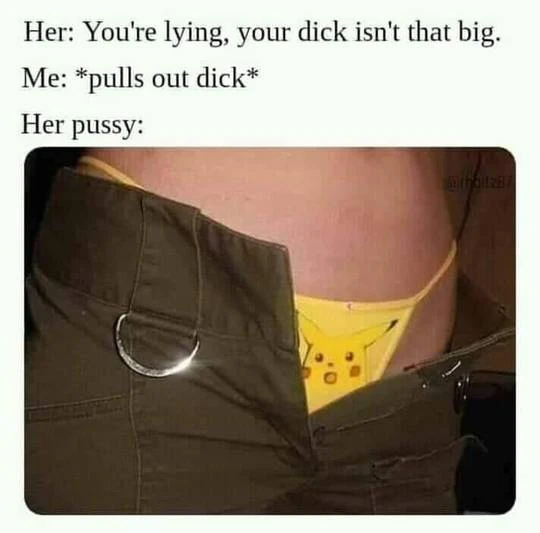 Her: You're lying, your dick isn't that big.
Me: *pulls out dick*
Her pussy: